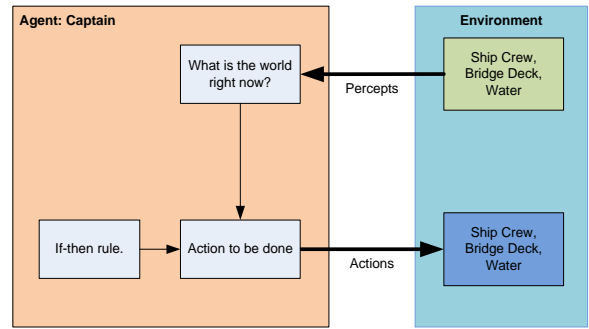 Agent: Captain
Environment
What is the world
right now?
Percepts
Ship Crew,
Bridge Deck,
Water
If-then rule.
Action to be done
Actions
Ship Crew,
Bridge Deck,
Water